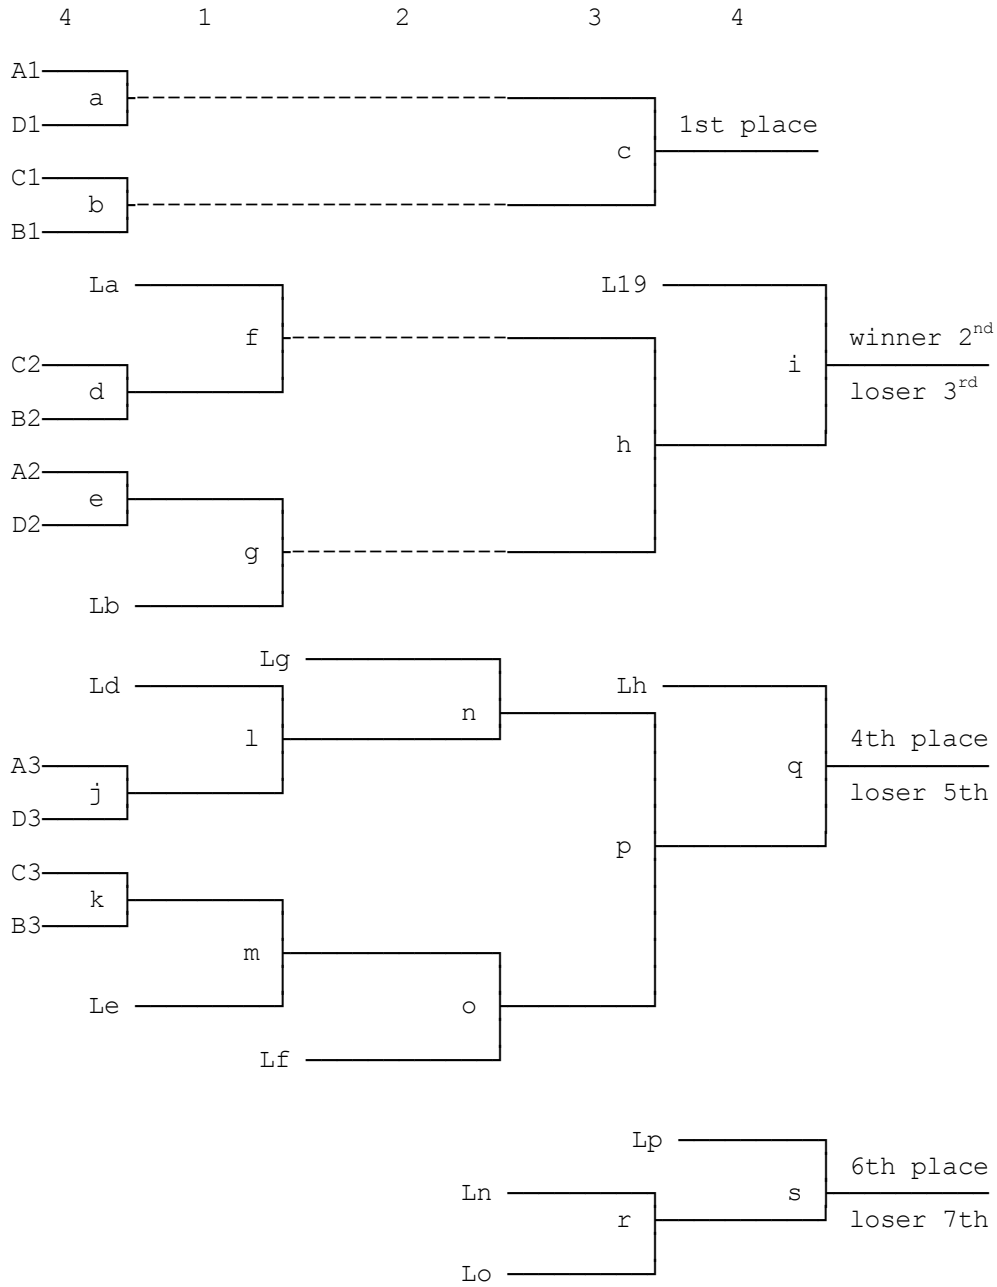 4 1 2 3 4
A1
a
D1
1st place
c
C1
b
B1
La
L19
f
winner 2nd
C2
i
d
loser 3rd
B2
h
A2
e
D2
g
Lb
Lg
Ld
Lh
n
l
4th place
A3
q
j
loser 5th
D3
p
C3
k
B3
m
Le
o
Lf
Lp
6th place
Ln
s
r
loser 7th
Lo